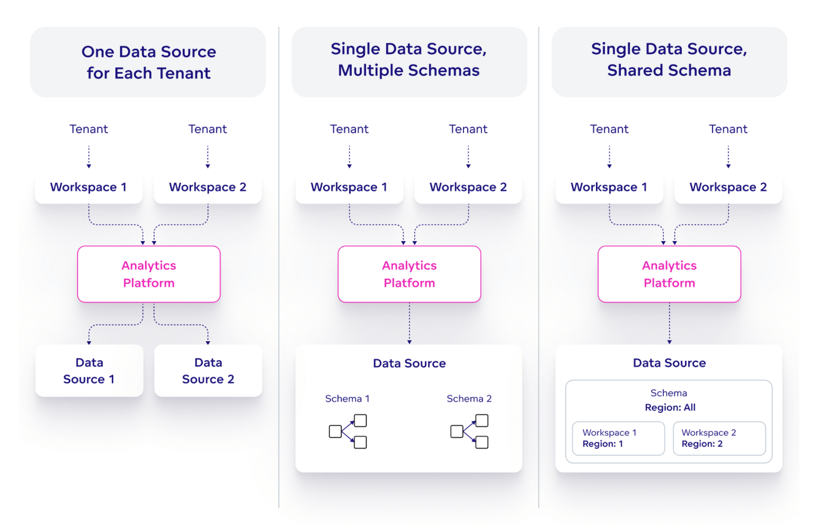 One Data Source
for Each Tenant
Tenant
Tenant
Workspace 1
Workspace 2
Analytics
Platform
Data
Source 1
Data
Source 2
Single Data Source,
Multiple Schemas
Tenant
Tenant
Workspace 1
Workspace 2
Analytics
Platform
Data Source
Schema 1
Schema 2
Single Data Source,
Shared Schema
Tenant
Tenant
Workspace 1
Workspace 2
Analytics
Platform
Data Source
Schema
Region: All
Workspace 1
Region: 1
Workspace 2
Region: 2